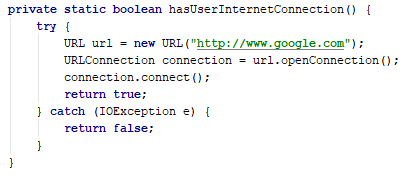 private static boolean hasUserInternetConnection() {
    try {
        URL url = new URL("http://www.google.com");
        URLConnection connection = url.openConnection();
        connection.connect();
        return true;
    } catch (IOException e) {
        return false;
    }
}